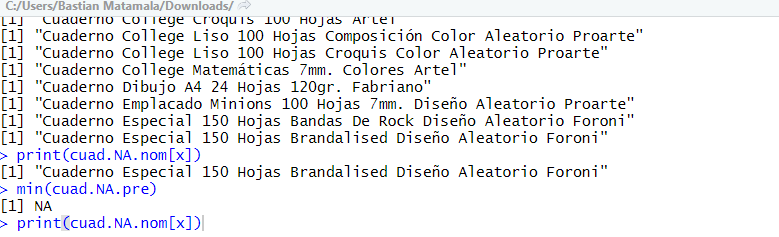 C:/Users/Bastian Matamala/Downloads/
[1] "Cuaderno College Croquis 100 Hojas Artel"
[1] "Cuaderno College Liso 100 Hojas Composición Color Aleatorio Proarte"
[1] "Cuaderno College Liso 100 Hojas Croquis Color Aleatorio Proarte"
[1] "Cuaderno College Matemáticas 7mm. Colores Artel"
[1] "Cuaderno Dibujo A4 24 Hojas 120gr. Fabriano"
[1] "Cuaderno Emplacado Minions 100 Hojas 7mm. Diseño Aleatorio Proarte"
[1] "Cuaderno Especial 150 Hojas Bandas De Rock Diseño Aleatorio Foroni"
[1] "Cuaderno Especial 150 Hojas Brandalised Diseño Aleatorio Foroni"
> print(cuad.NA.nom[x])
[1] "Cuaderno Especial 150 Hojas Brandalised Diseño Aleatorio Foroni"
> min(cuad.NA.pre)
[1] NA
> print(cuad.NA.nom[x])